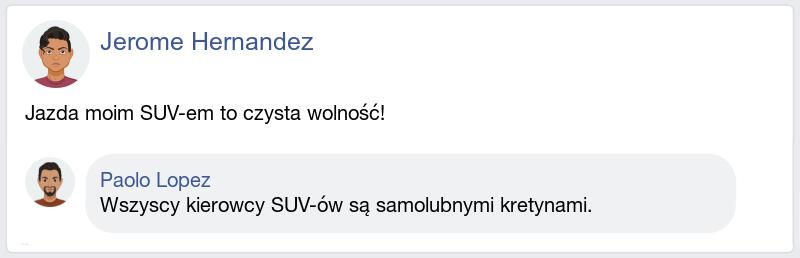 Jerome Hernandez
Jazda moim SUV-em to czysta wolność!
Paolo Lopez
Wszyscy kierowcy SUV-ów są samolubnymi kretynami.